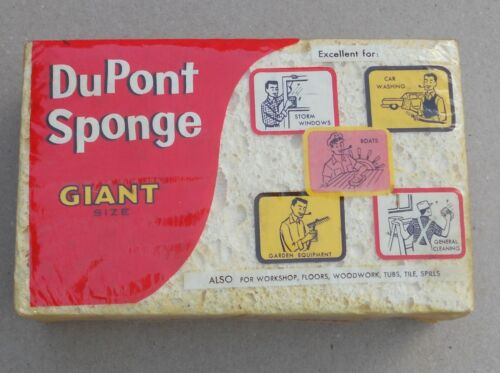 DuPont
Sponge
GIANT
SIZE
Excellent for:
STORM
WINDOWS
CAR
WASHING
BOATS
GARDEN EQUIPMENT
GENERAL
CLEANING
ALSO FOR WORKSHOP, FLOORS, WOODWORK, TUBS, TILE, SPILLS